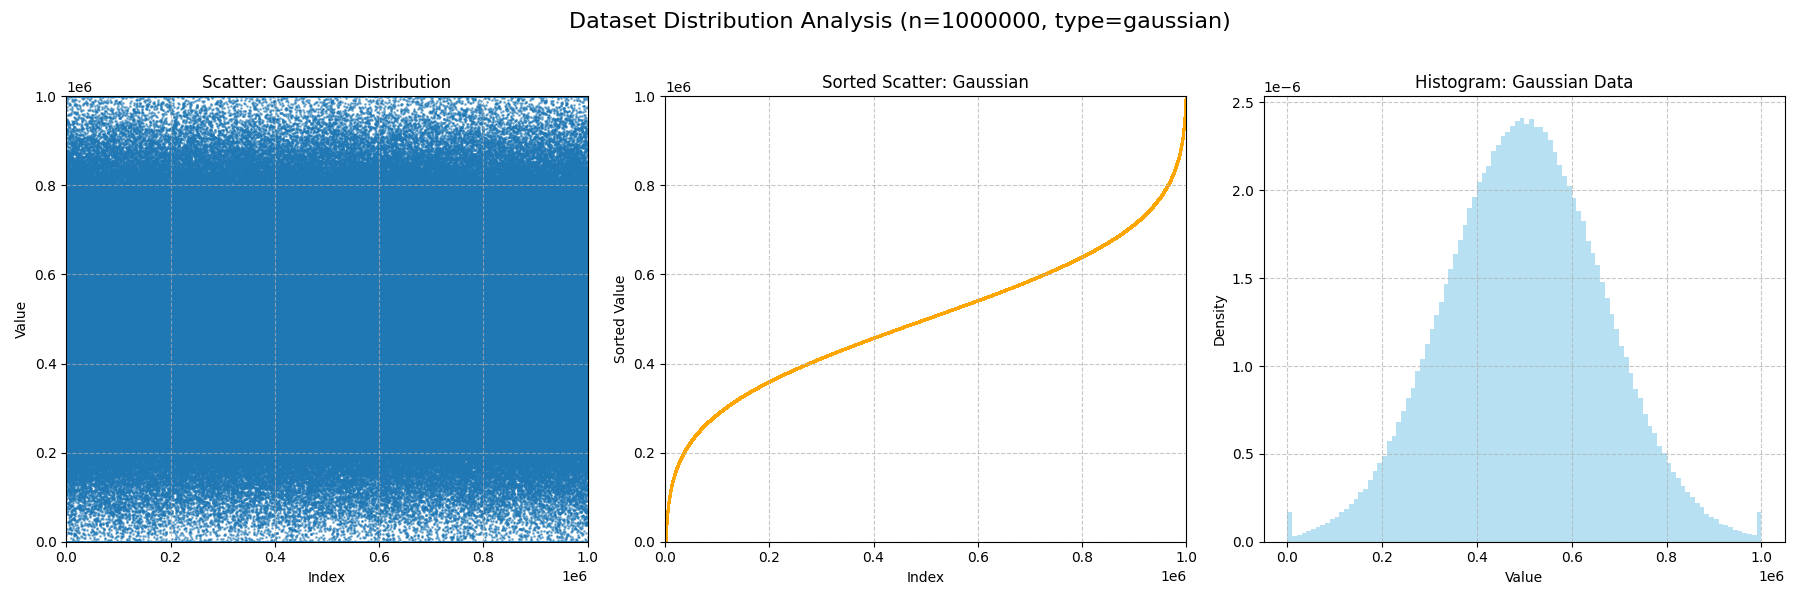 Dataset Distribution Analysis (n=1000000, type=gaussian)
Scatter: Gaussian Distribution
1e6
1.0
0.8
0.6
0.4
0.2
0.0
Value
0.0 0.2 0.4 0.6 0.8 1.0
1e6
Index
Sorted Scatter: Gaussian
1e6
1.0
0.8
0.6
0.4
0.2
0.0
Sorted Value
0.0 0.2 0.4 0.6 0.8 1.0
1e6
Index
Histogram: Gaussian Data
1e−6
2.5
2.0
1.5
1.0
0.5
0.0
Density
0.0 0.2 0.4 0.6 0.8 1.0
1e6
Value